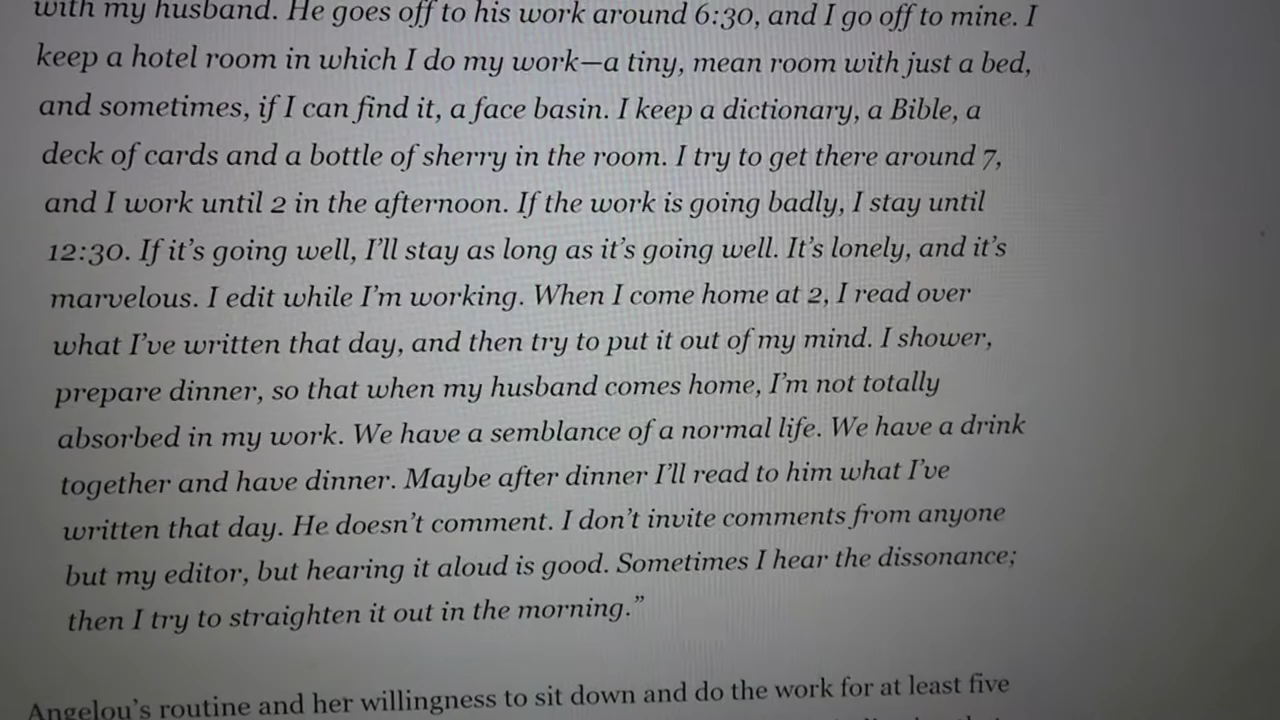 with my husband. He goes off to his work around 6:30, and I go off to mine. I
keep a hotel room in which I do my work—a tiny, mean room with just a bed,
and sometimes, if I can find it, a face basin. I keep a dictionary, a Bible, a
deck of cards and a bottle of sherry in the room. I try to get there around 7,
and I work until 2 in the afternoon. If the work is going badly, I stay until
12:30. If it’s going well, I’ll stay as long as it’s going well. It’s lonely, and it’s
marvelous. I edit while I’m working. When I come home at 2, I read over
what I’ve written that day, and then try to put it out of my mind. I shower,
prepare dinner, so that when my husband comes home, I’m not totally
absorbed in my work. We have a semblance of a normal life. We have a drink
together and have dinner. Maybe after dinner I’ll read to him what I’ve
written that day. He doesn’t comment. I don’t invite comments from anyone
but my editor, but hearing it aloud is good. Sometimes I hear the dissonance;
then I try to straighten it out in the morning.”
Angelou’s routine and her willingness to sit down and do the work for at least five